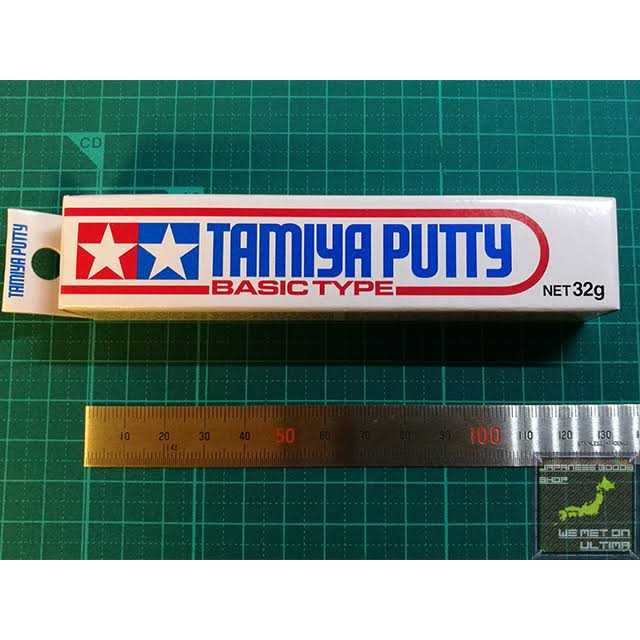 CD
TAMIYA PUTTY
TAMIYA PUTTY
BASIC TYPE
NET 32g
10 20 30 40 50 60 70 80 90 100 110 120 130
JAPANESE GOODS
SHOP
WE MET ON
ULTIMA